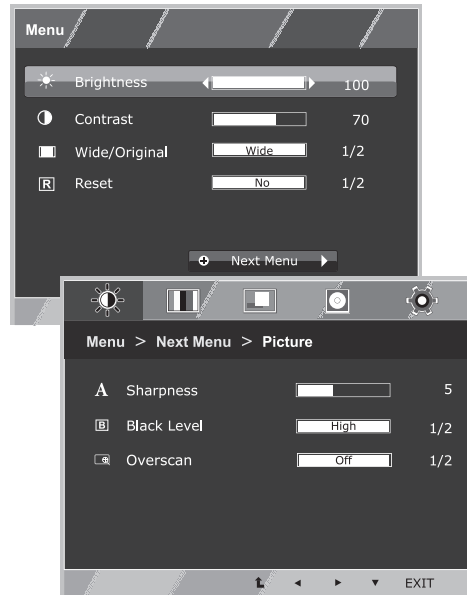 Menu
Brightness 100
Contrast 70
Wide/Original Wide 1/2
R Reset No 1/2
Next Menu
Menu > Next Menu > Picture
A Sharpness 5
B Black Level High 1/2
Overscan Off 1/2
EXIT